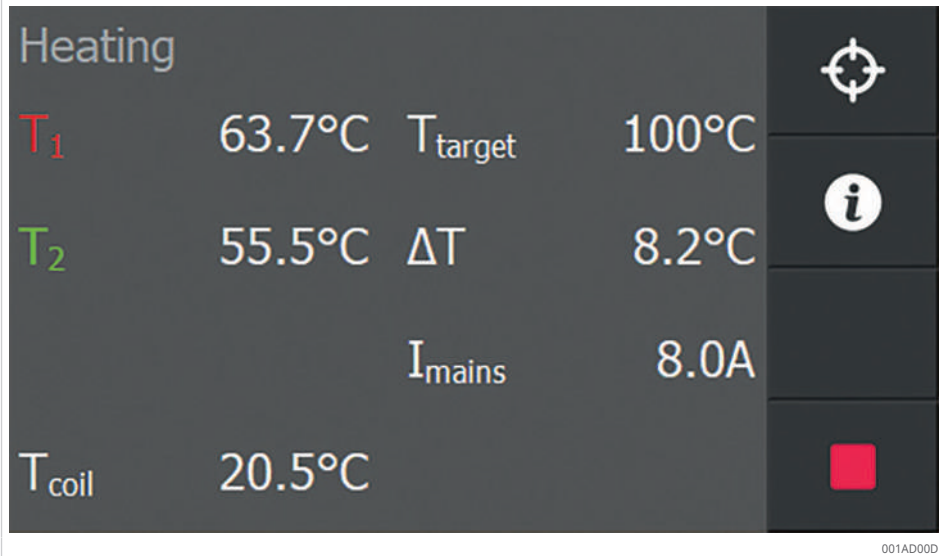 Heating
T1 63.7°C Ttarget 100°C
T2 55.5°C ΔT 8.2°C
Imains 8.0A
Tcoil 20.5°C
i
001AD00D